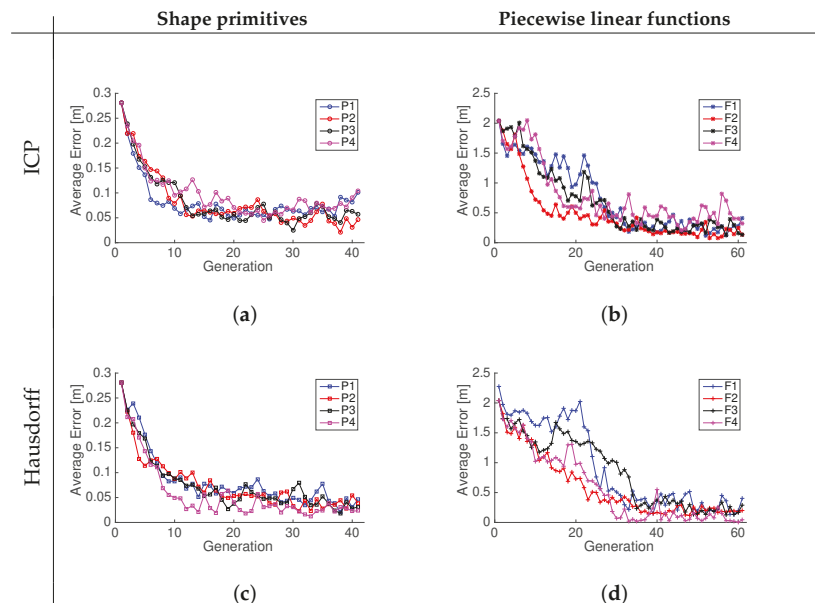 Shape primitives
Piecewise linear functions
ICP
Average Error [m]
0.3
0.25
0.2
0.15
0.1
0.05
0
0
10
20
30
40
Generation
P1
P2
P3
P4
(a)
Average Error [m]
2.5
2
1.5
1
0.5
0
0
20
40
60
Generation
F1
F2
F3
F4
(b)
Hausdorff
Average Error [m]
0.3
0.25
0.2
0.15
0.1
0.05
0
0
10
20
30
40
Generation
P1
P2
P3
P4
(c)
Average Error [m]
2.5
2
1.5
1
0.5
0
0
20
40
60
Generation
F1
F2
F3
F4
(d)